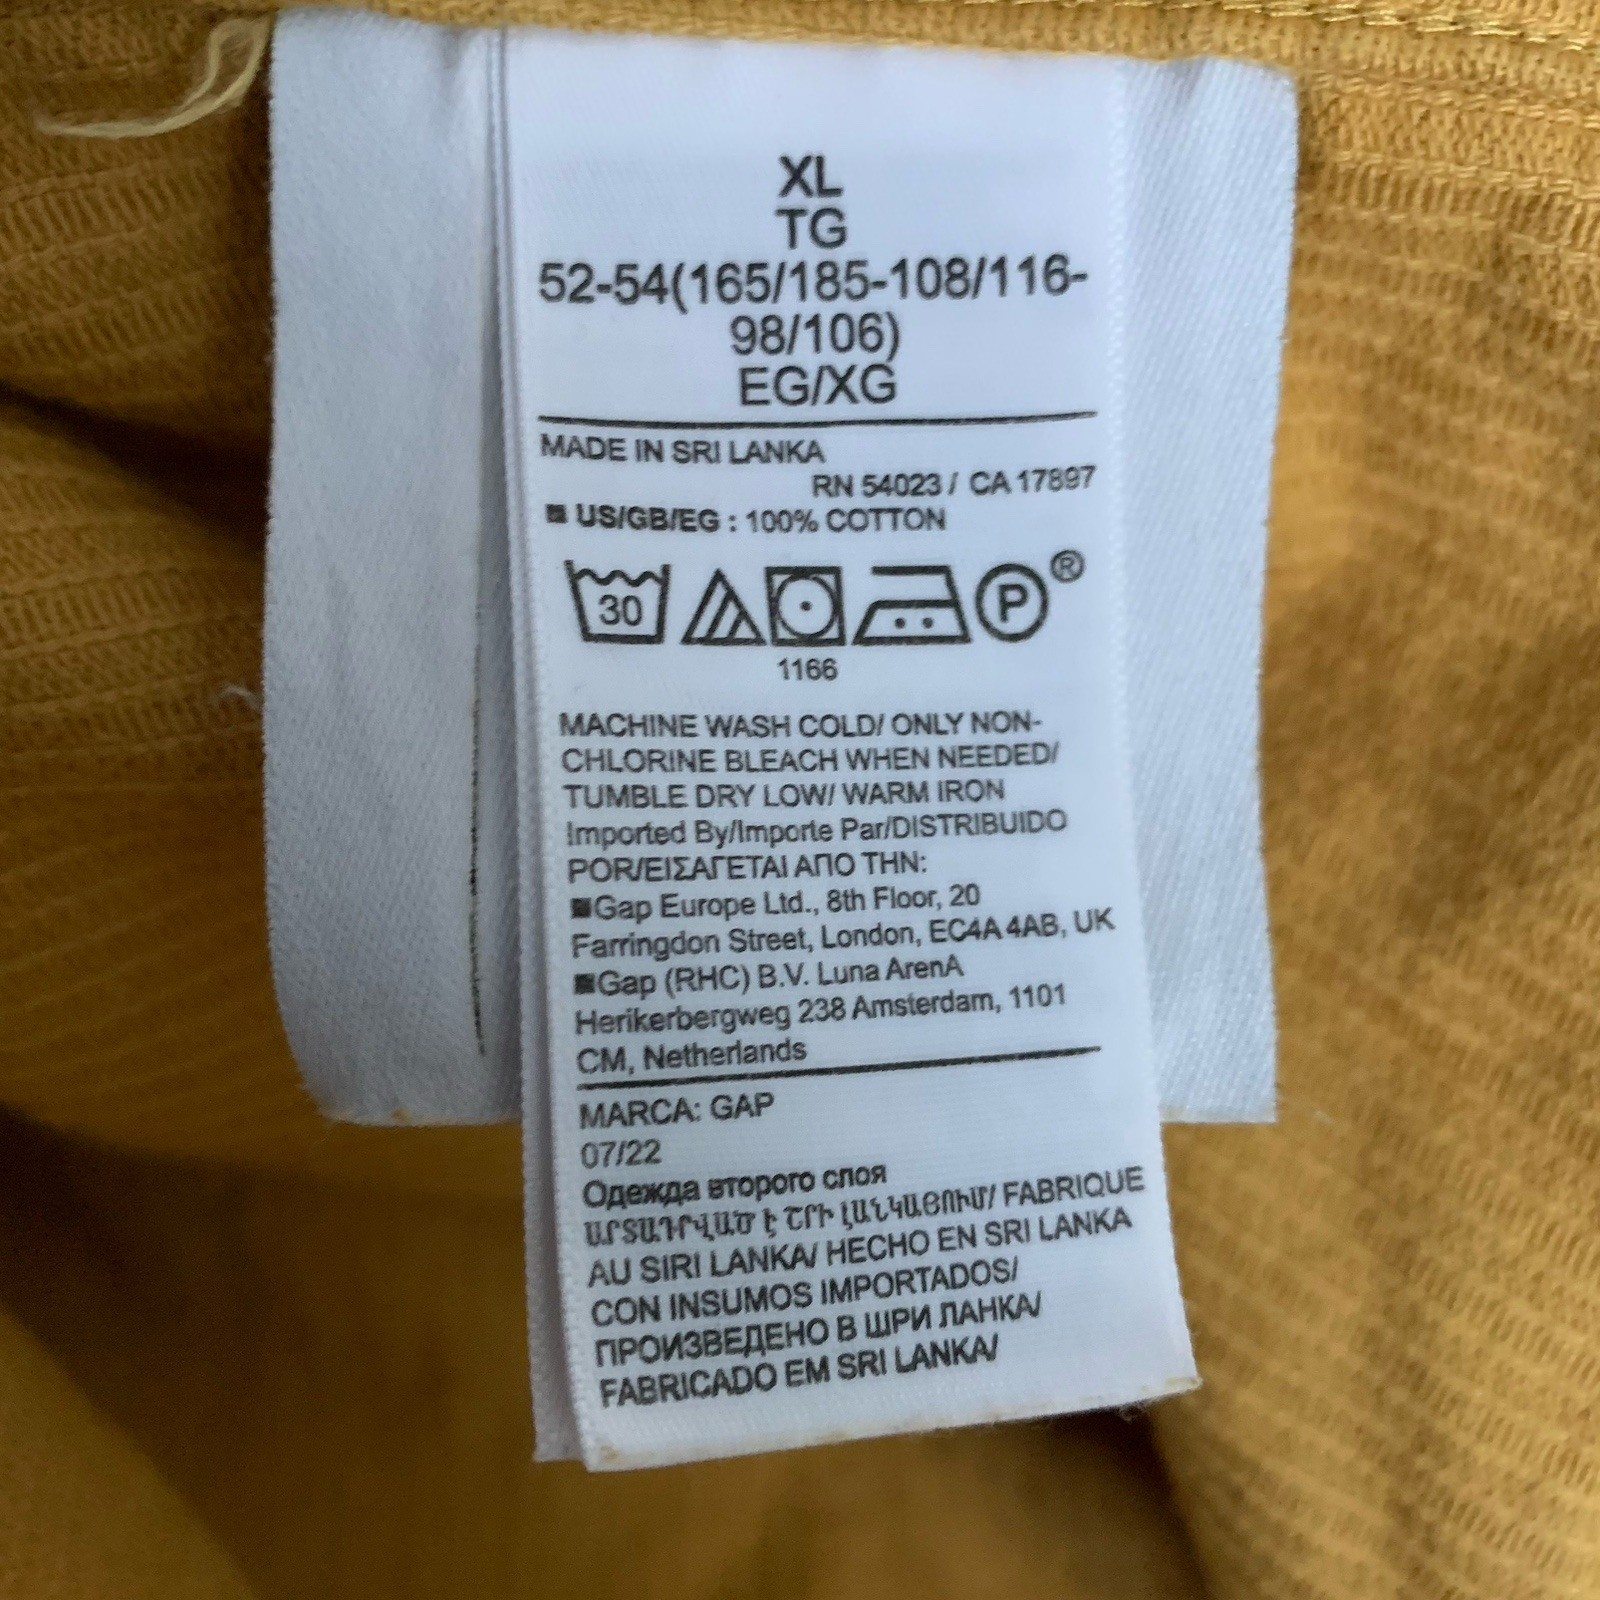 XL
TG
52-54(165/185-108/116-
98/106)
EG/XG
MADE IN SRI LANKA
RN 54023 / CA 17897
■ US/GB/EG : 100% COTTON
30
P®
1166
MACHINE WASH COLD/ ONLY NON-
CHLORINE BLEACH WHEN NEEDED/
TUMBLE DRY LOW/ WARM IRON
Imported By/Importe Par/DISTRIBUIDO
POR/ΕΙΣΑΓΕΤΑΙ ΑΠΟ ΤΗΝ:
■Gap Europe Ltd., 8th Floor, 20
Farringdon Street, London, EC4A 4AB, UK
■Gap (RHC) B.V. Luna ArenA
Herikerbergweg 238 Amsterdam, 1101
CM, Netherlands
MARCA: GAP
07/22
Одежда второго слоя
ԱՐՏԱԴՐՎԱԾ Է ՇՐԻ ԼԱՆԿԱՅՈՒՄ/ FABRIQUE
AU SIRI LANKA/ HECHO EN SRI LANKA
CON INSUMOS IMPORTADOS/
ПРОИЗВЕДЕНО В ШРИ ЛАНКА/
FABRICADO EM SRI LANKA/